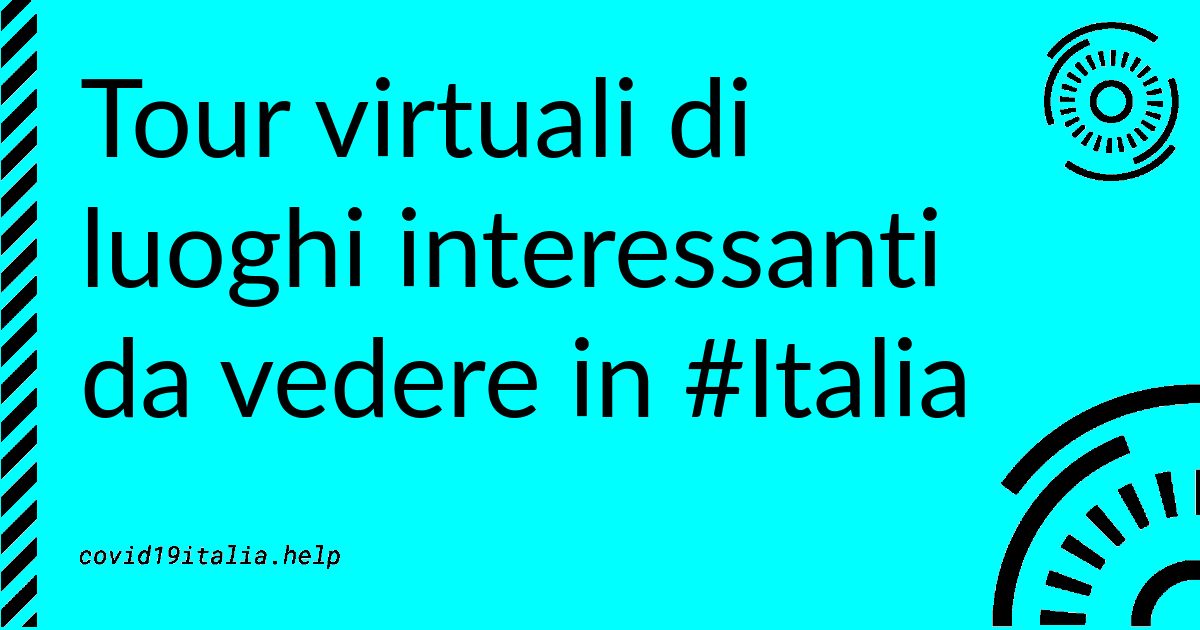 Tour virtuali di
luoghi interessanti
da vedere in #Italia
covid19italia.help